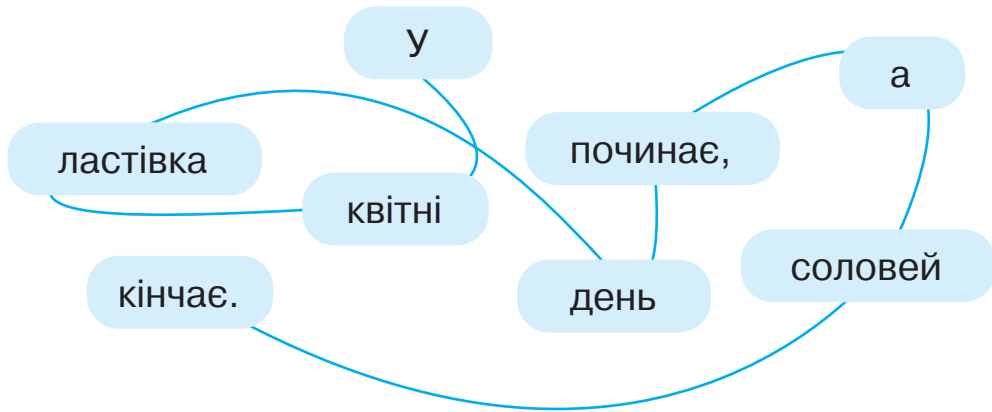 У
квітні
ластівка
день
починає,
а
соловей
кінчає.